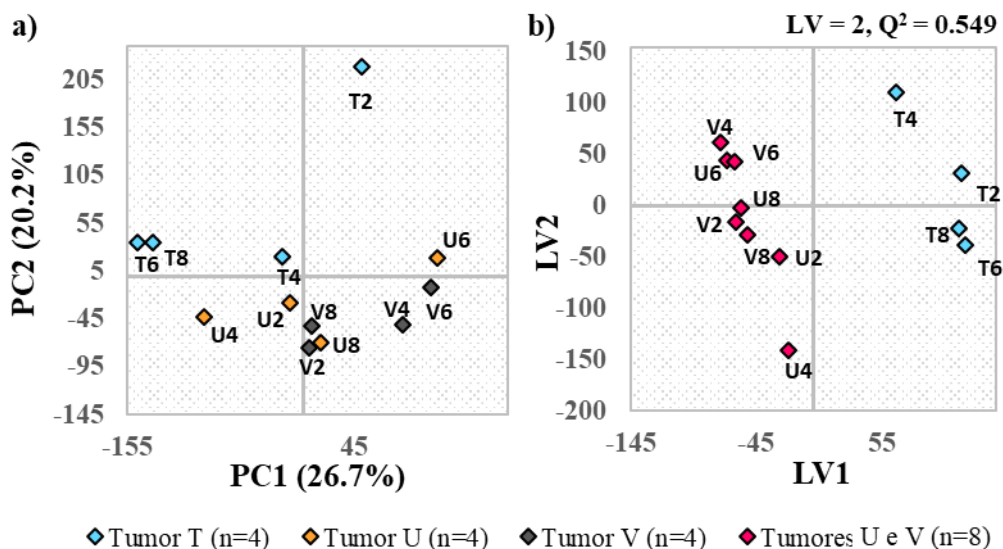 a)
PC2 (20.2%)
205
155
105
55
5
-45
-95
-145
T2
T6
T8
T4
U6
V6
V4
U4
U2
V8
U8
V2
-155
45
PC1 (26.7%)
b)
LV = 2, Q² = 0.549
LV2
150
100
50
0
-50
-100
-150
-200
V4
V6
U6
U8
V2
V8
U2
U4
T4
T2
T8
T6
-145
-45
55
LV1
Tumor T (n=4) Tumor U (n=4) Tumor V (n=4) Tumores U e V (n=8)